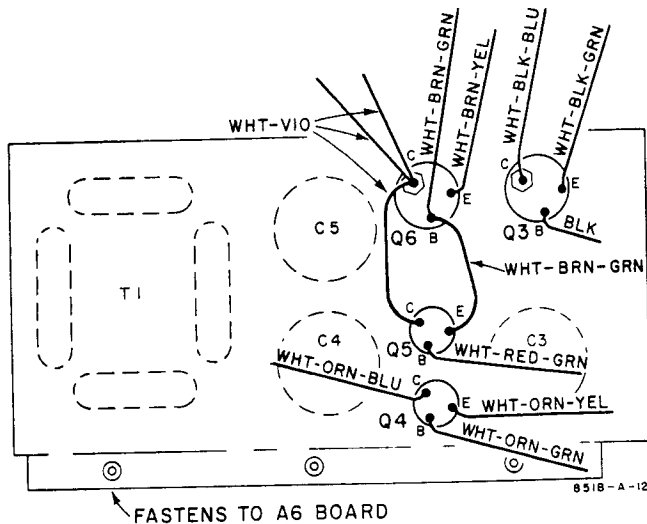 WHT-BRN-GRN
WHT-BRN-YEL
WHT-BLK-BLU
WHT-BLK-GRN
WHT-VIO
C
E
B
Q6
C
E
B
Q3
BLK
C5
T1
WHT-BRN-GRN
C
E
B
Q5
C4
C3
WHT-RED-GRN
WHT-ORN-BLU
C
E
B
Q4
WHT-ORN-YEL
WHT-ORN-GRN
851B-A-12
FASTENS TO A6 BOARD